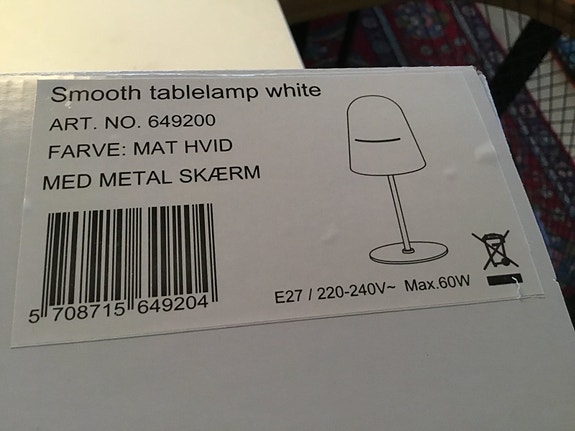 Smooth tablelamp white
ART. NO. 649200
FARVE: MAT HVID
MED METAL SKÆRM
5 708715 649204
E27 / 220-240V~ Max.60W